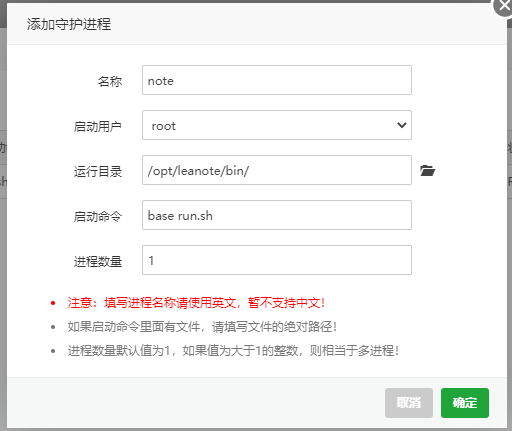 添加守护进程
名称 note
启动用户 root
运行目录 /opt/leanote/bin/
启动命令 base run.sh
进程数量 1
注意：填写进程名称请使用英文，暂不支持中文！
如果启动命令里面有文件，请填写文件的绝对路径！
进程数量默认值为1，如果值为大于1的整数，则相当于多进程！
取消 确定